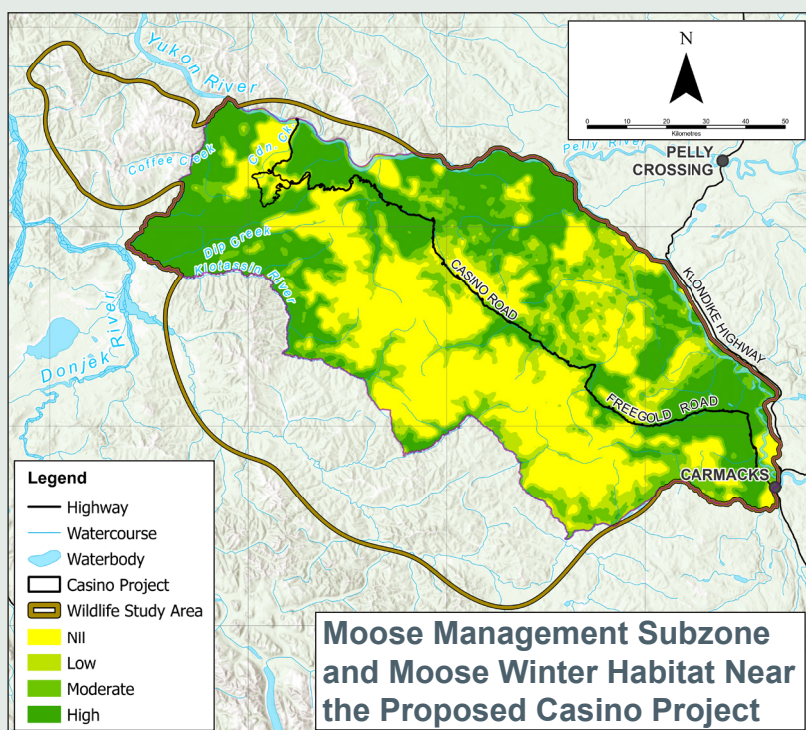 Yukon River
N
0 10 20 30 40 50
Kilometres
Pelly River
PELLY
CROSSING
Coffee Creek
Cdn. Ck
Dip Creek
Klotassin River
CASINO ROAD
KLONDIKE HIGHWAY
Donjek River
FREEGOLD ROAD
CARMACKS
Legend
Highway
Watercourse
Waterbody
Casino Project
Wildlife Study Area
NIl
Low
Moderate
High
Moose Management Subzone
and Moose Winter Habitat Near
the Proposed Casino Project